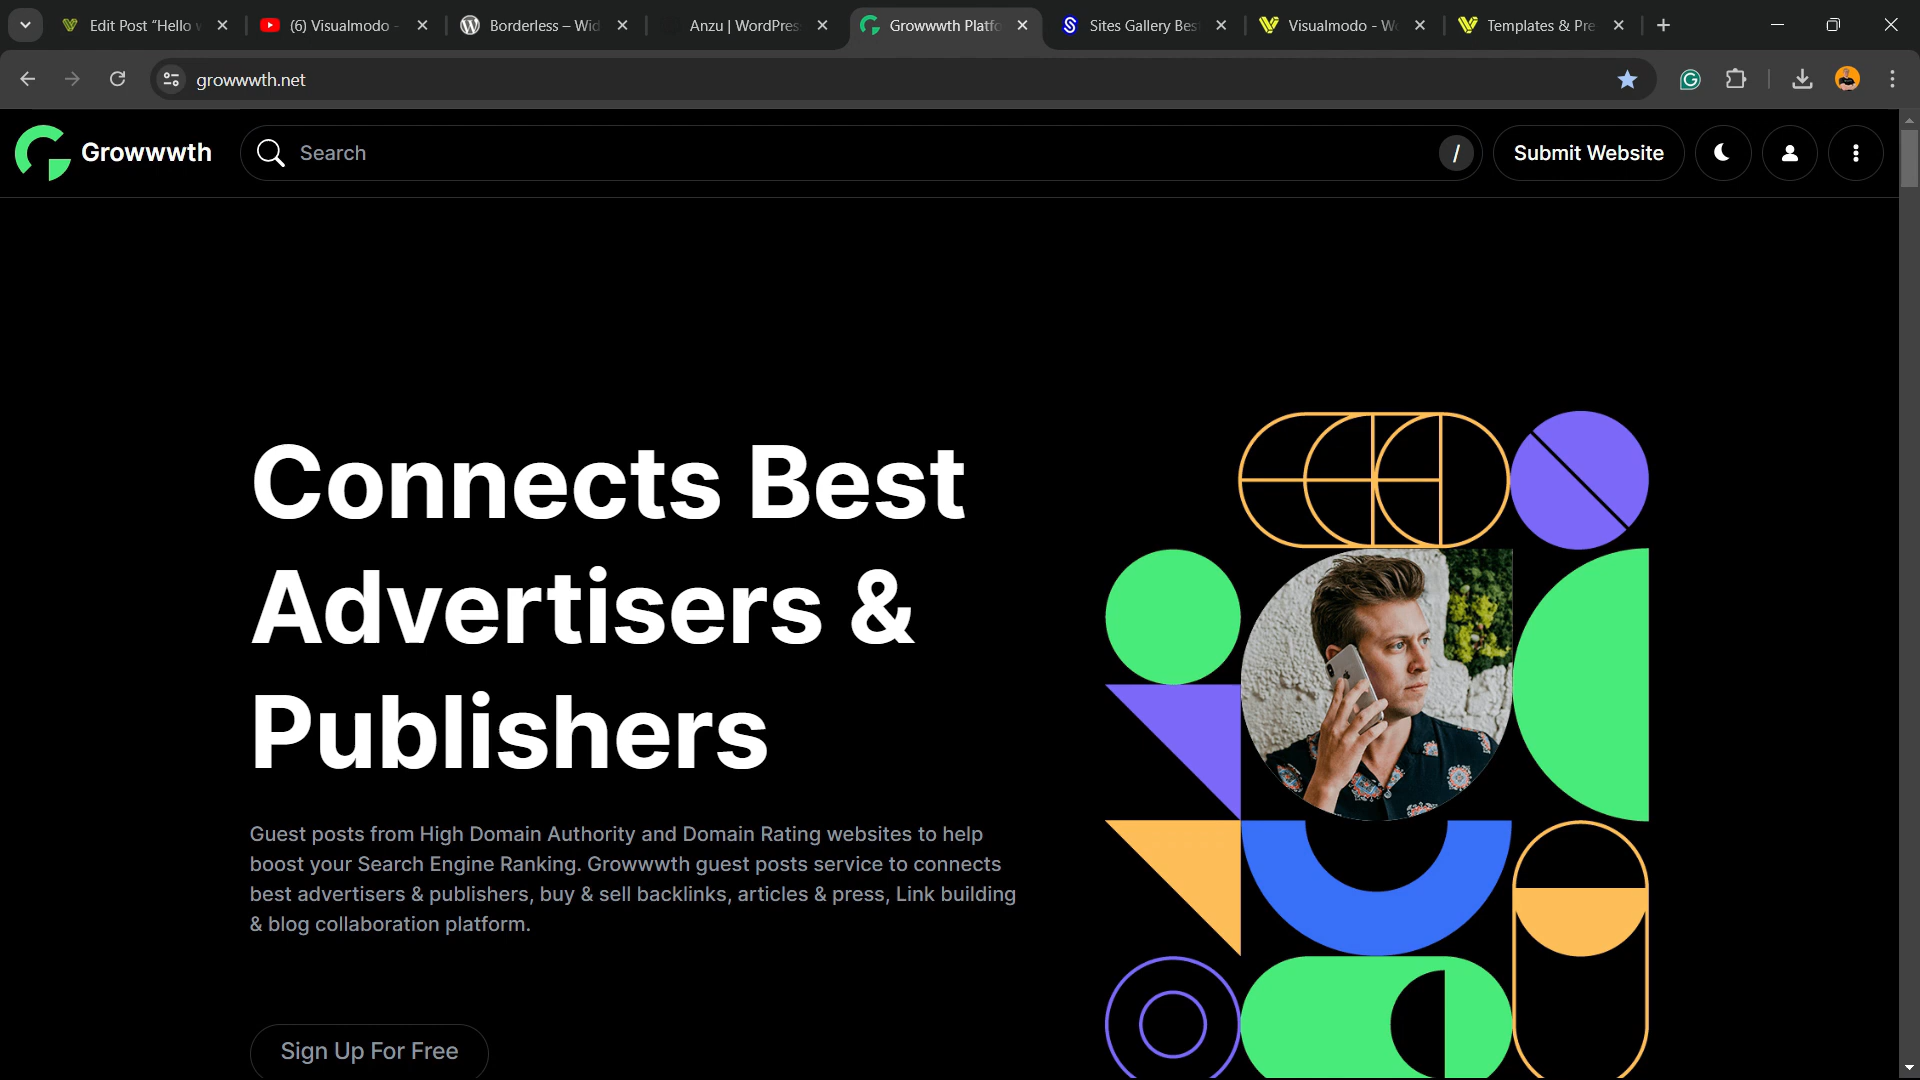 Edit Post “Hello w
(6) Visualmodo -
Borderless – Wid
Anzu | WordPres
Growwwth Platfo
Sites Gallery Bes
Visualmodo - Wo
Templates & Pre
growwwth.net
Growwwth
Search
/
Submit Website
Connects Best
Advertisers &
Publishers
Guest posts from High Domain Authority and Domain Rating websites to help
boost your Search Engine Ranking. Growwwth guest posts service to connects
best advertisers & publishers, buy & sell backlinks, articles & press, Link building
& blog collaboration platform.
Sign Up For Free